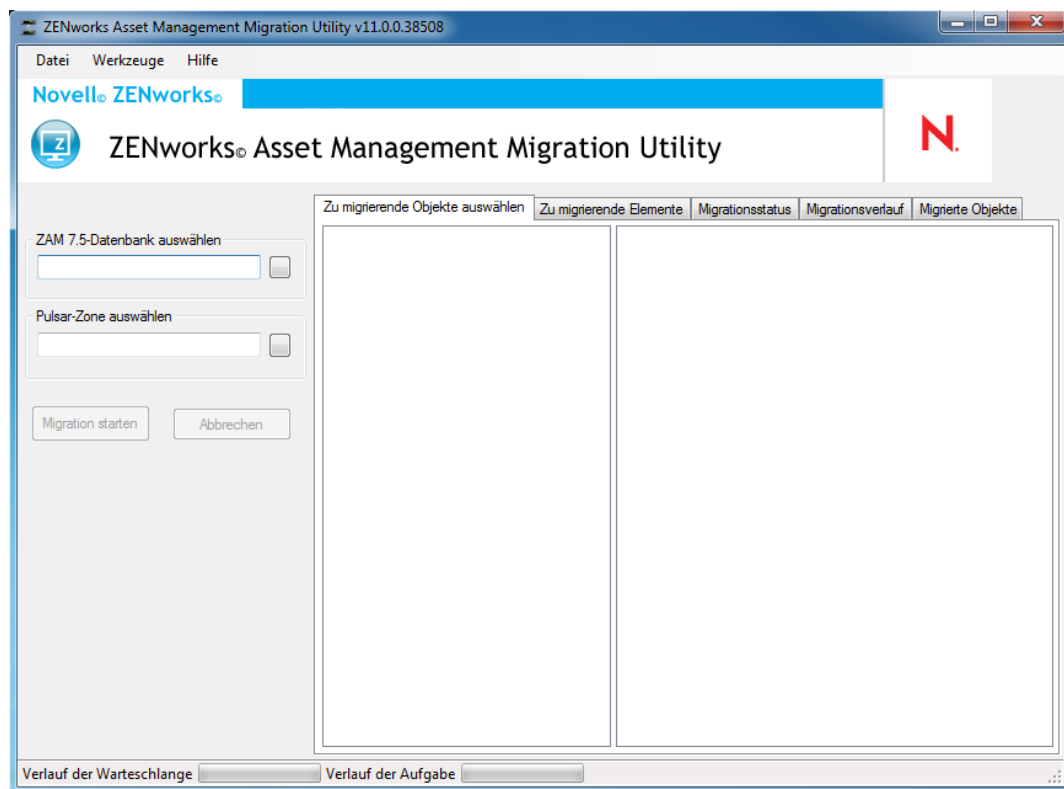 ZENworks Asset Management Migration Utility v11.0.0.38508
Datei Werkzeuge Hilfe
Novell© ZENworks©
ZENworks© Asset Management Migration Utility
N.
Zu migrierende Objekte auswählen Zu migrierende Elemente Migrationsstatus Migrationsverlauf Migrierte Objekte
ZAM 7.5-Datenbank auswählen
Pulsar-Zone auswählen
Migration starten Abbrechen
Verlauf der Warteschlange Verlauf der Aufgabe